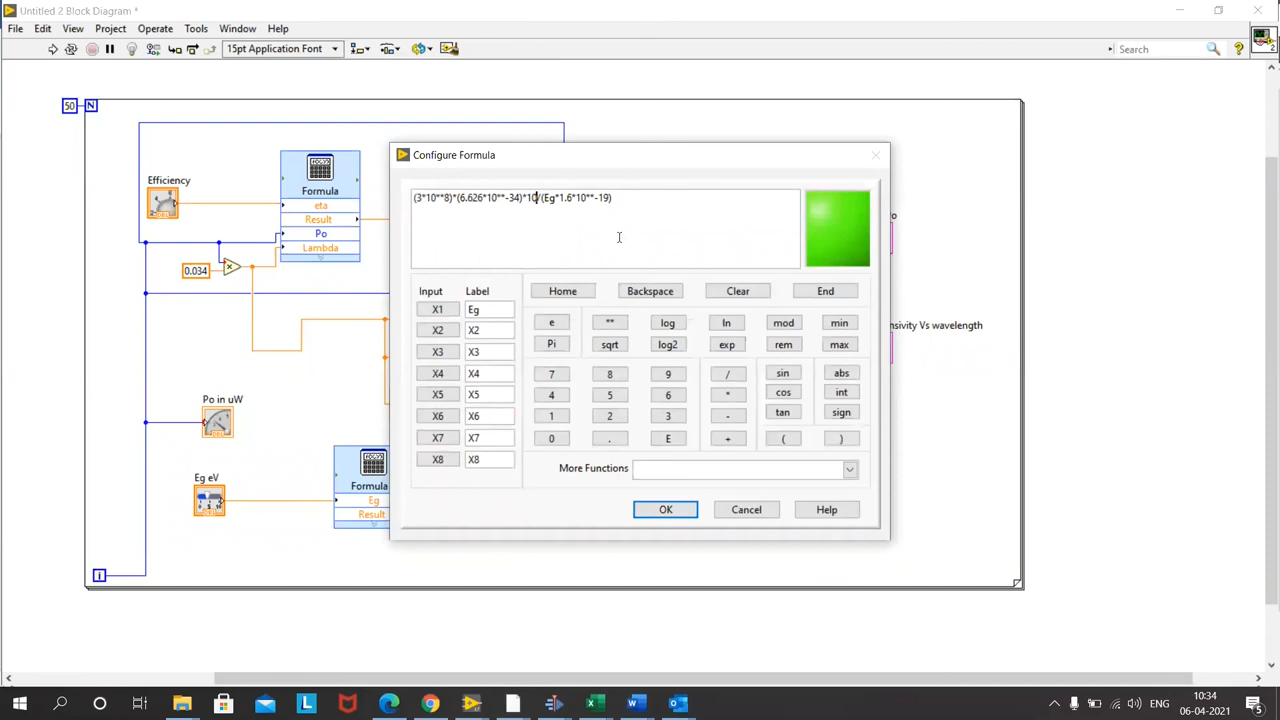 Untitled 2 Block Diagram *
File Edit View Project Operate Tools Window Help
15pt Application Font
Search
2
50 N
Configure Formula
(3*10**8)*(6.626*10**-34)*10/(Eg*1.6*10**-19)
Efficiency
Formula
eta
Result
Po
Lambda
0.034
×
Po in uW
Eg eV
Formula
Eg
Result
i
Input Label
X1 Eg
X2 X2
X3 X3
X4 X4
X5 X5
X6 X6
X7 X7
X8 X8
Home Backspace Clear End
e ** log ln mod min
Pi sqrt log2 exp rem max
7 8 9 / sin abs
4 5 6 * cos int
1 2 3 - tan sign
0 . E + ( )
More Functions
OK Cancel Help
o
nsivity Vs wavelength
ENG
10:34
06-04-2021
5